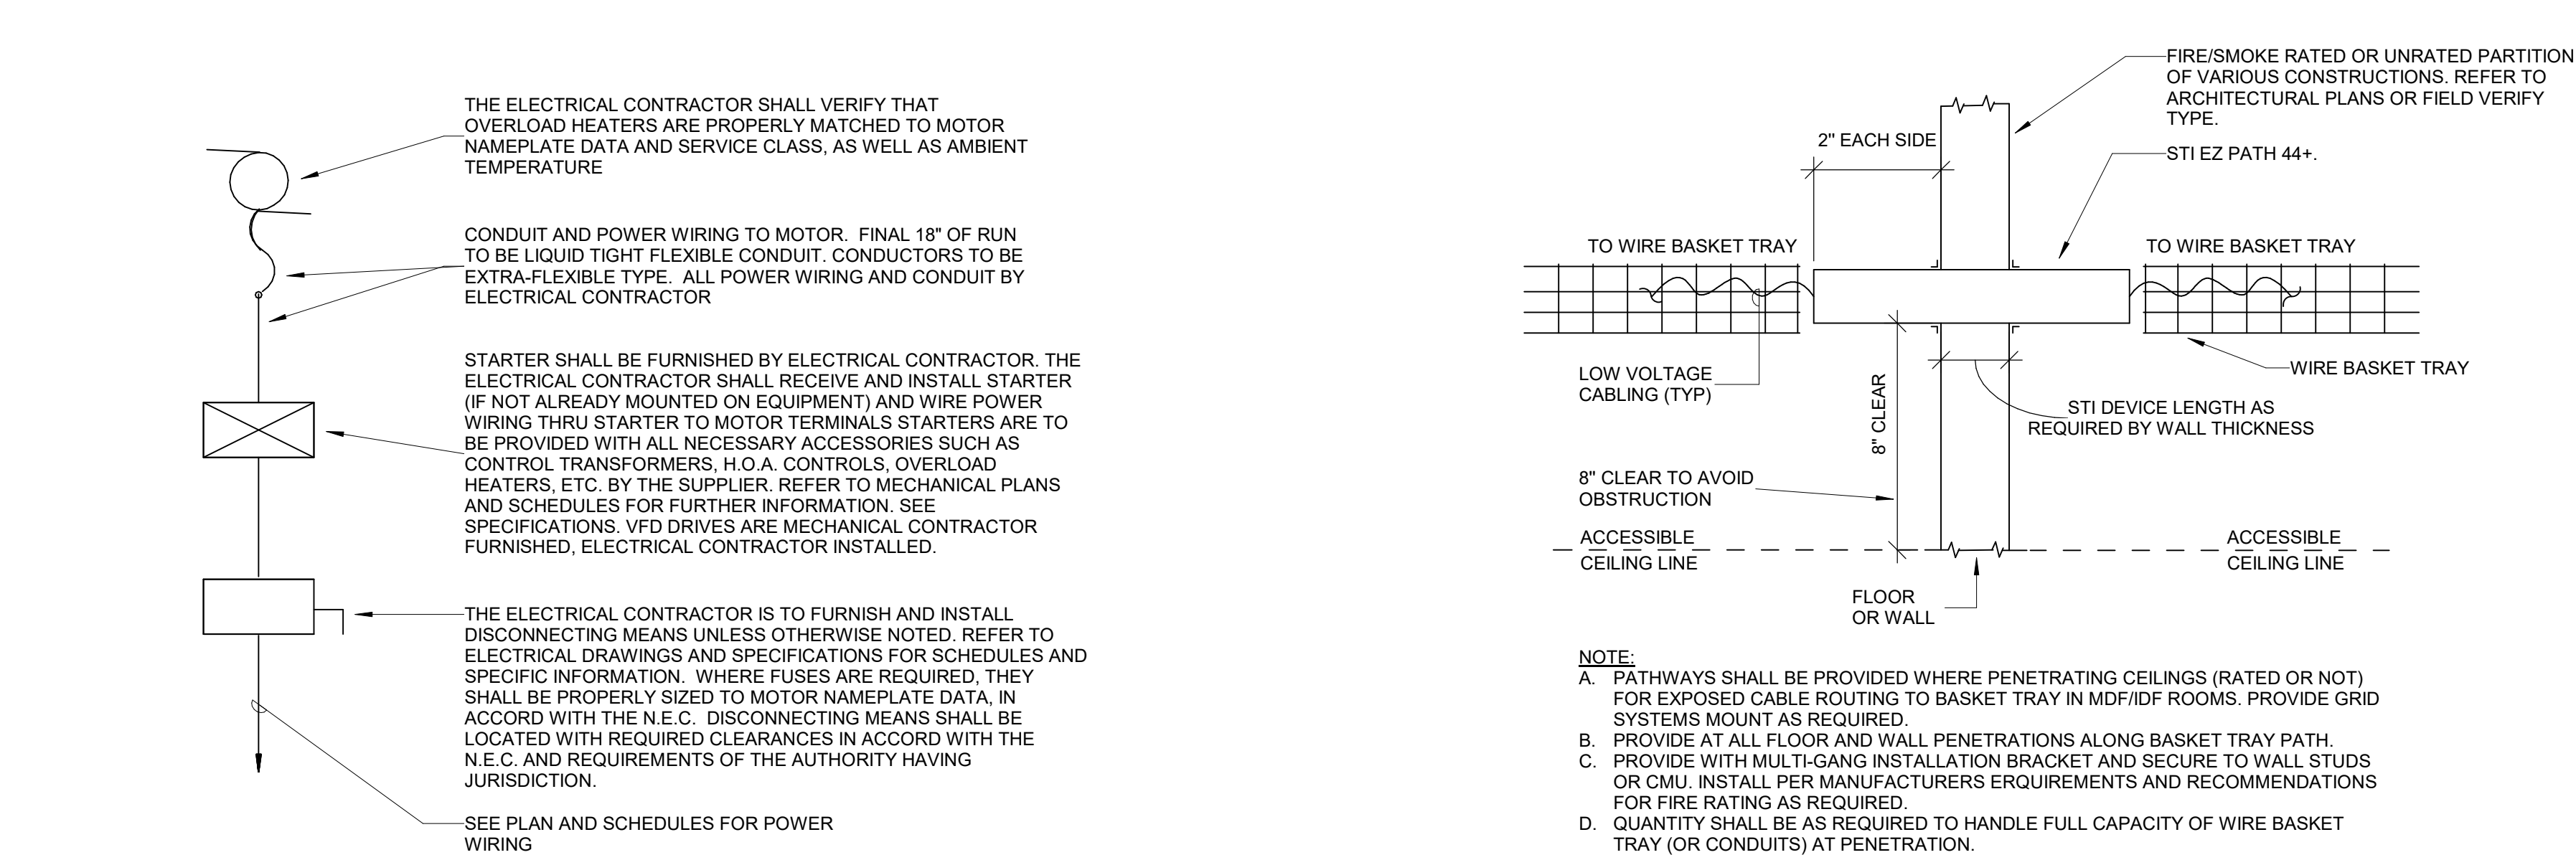 THE ELECTRICAL CONTRACTOR SHALL VERIFY THAT
OVERLOAD HEATERS ARE PROPERLY MATCHED TO MOTOR
NAMEPLATE DATA AND SERVICE CLASS, AS WELL AS AMBIENT
TEMPERATURE
CONDUIT AND POWER WIRING TO MOTOR.  FINAL 18" OF RUN
TO BE LIQUID TIGHT FLEXIBLE CONDUIT. CONDUCTORS TO BE
EXTRA-FLEXIBLE TYPE.  ALL POWER WIRING AND CONDUIT BY
ELECTRICAL CONTRACTOR
STARTER SHALL BE FURNISHED BY ELECTRICAL CONTRACTOR. THE
ELECTRICAL CONTRACTOR SHALL RECEIVE AND INSTALL STARTER
(IF NOT ALREADY MOUNTED ON EQUIPMENT) AND WIRE POWER
WIRING THRU STARTER TO MOTOR TERMINALS STARTERS ARE TO
BE PROVIDED WITH ALL NECESSARY ACCESSORIES SUCH AS
CONTROL TRANSFORMERS, H.O.A. CONTROLS, OVERLOAD
HEATERS, ETC. BY THE SUPPLIER. REFER TO MECHANICAL PLANS
AND SCHEDULES FOR FURTHER INFORMATION. SEE
SPECIFICATIONS. VFD DRIVES ARE MECHANICAL CONTRACTOR
FURNISHED, ELECTRICAL CONTRACTOR INSTALLED.
THE ELECTRICAL CONTRACTOR IS TO FURNISH AND INSTALL
DISCONNECTING MEANS UNLESS OTHERWISE NOTED. REFER TO
ELECTRICAL DRAWINGS AND SPECIFICATIONS FOR SCHEDULES AND
SPECIFIC INFORMATION.  WHERE FUSES ARE REQUIRED, THEY
SHALL BE PROPERLY SIZED TO MOTOR NAMEPLATE DATA, IN
ACCORD WITH THE N.E.C.  DISCONNECTING MEANS SHALL BE
LOCATED WITH REQUIRED CLEARANCES IN ACCORD WITH THE
N.E.C. AND REQUIREMENTS OF THE AUTHORITY HAVING
JURISDICTION.
SEE PLAN AND SCHEDULES FOR POWER
WIRING
FIRE/SMOKE RATED OR UNRATED PARTITION
OF VARIOUS CONSTRUCTIONS. REFER TO
ARCHITECTURAL PLANS OR FIELD VERIFY
TYPE.
2" EACH SIDE
STI EZ PATH 44+.
TO WIRE BASKET TRAY
TO WIRE BASKET TRAY
WIRE BASKET TRAY
LOW VOLTAGE
CABLING (TYP)
8" CLEAR
STI DEVICE LENGTH AS
REQUIRED BY WALL THICKNESS
8" CLEAR TO AVOID
OBSTRUCTION
ACCESSIBLE
CEILING LINE
ACCESSIBLE
CEILING LINE
FLOOR
OR WALL
NOTE:
A. PATHWAYS SHALL BE PROVIDED WHERE PENETRATING CEILINGS (RATED OR NOT)
FOR EXPOSED CABLE ROUTING TO BASKET TRAY IN MDF/IDF ROOMS. PROVIDE GRID
SYSTEMS MOUNT AS REQUIRED.
B. PROVIDE AT ALL FLOOR AND WALL PENETRATIONS ALONG BASKET TRAY PATH.
C. PROVIDE WITH MULTI-GANG INSTALLATION BRACKET AND SECURE TO WALL STUDS
OR CMU. INSTALL PER MANUFACTURERS ERQUIREMENTS AND RECOMMENDATIONS
FOR FIRE RATING AS REQUIRED.
D. QUANTITY SHALL BE AS REQUIRED TO HANDLE FULL CAPACITY OF WIRE BASKET
TRAY (OR CONDUITS) AT PENETRATION.